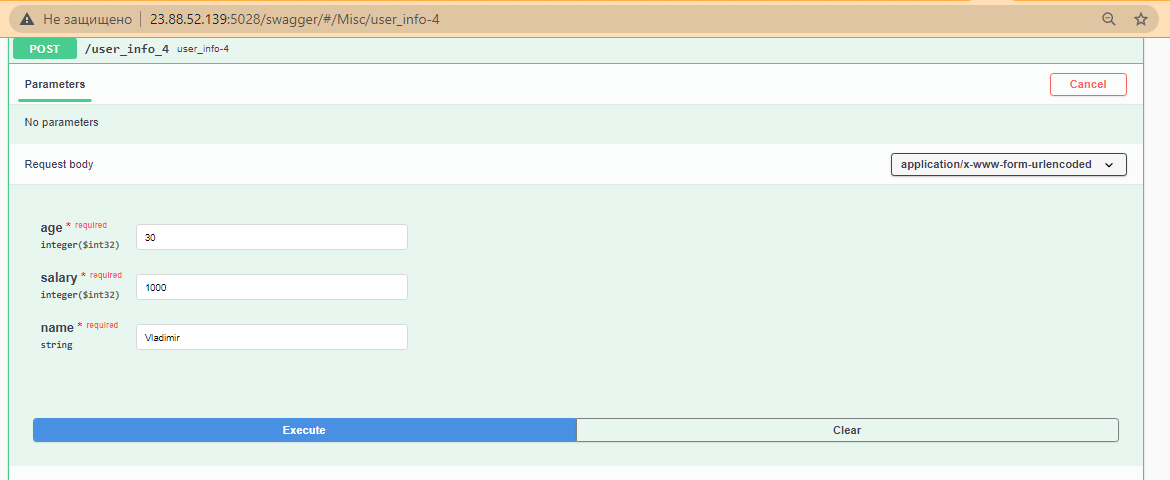 Не защищено 23.88.52.139:5028/swagger/#/Misc/user_info-4
POST /user_info_4 user_info-4
Parameters Cancel
No parameters
Request body application/x-www-form-urlencoded
age * required
integer($int32) 30
salary * required
integer($int32) 1000
name * required
string Vladimir
Execute Clear